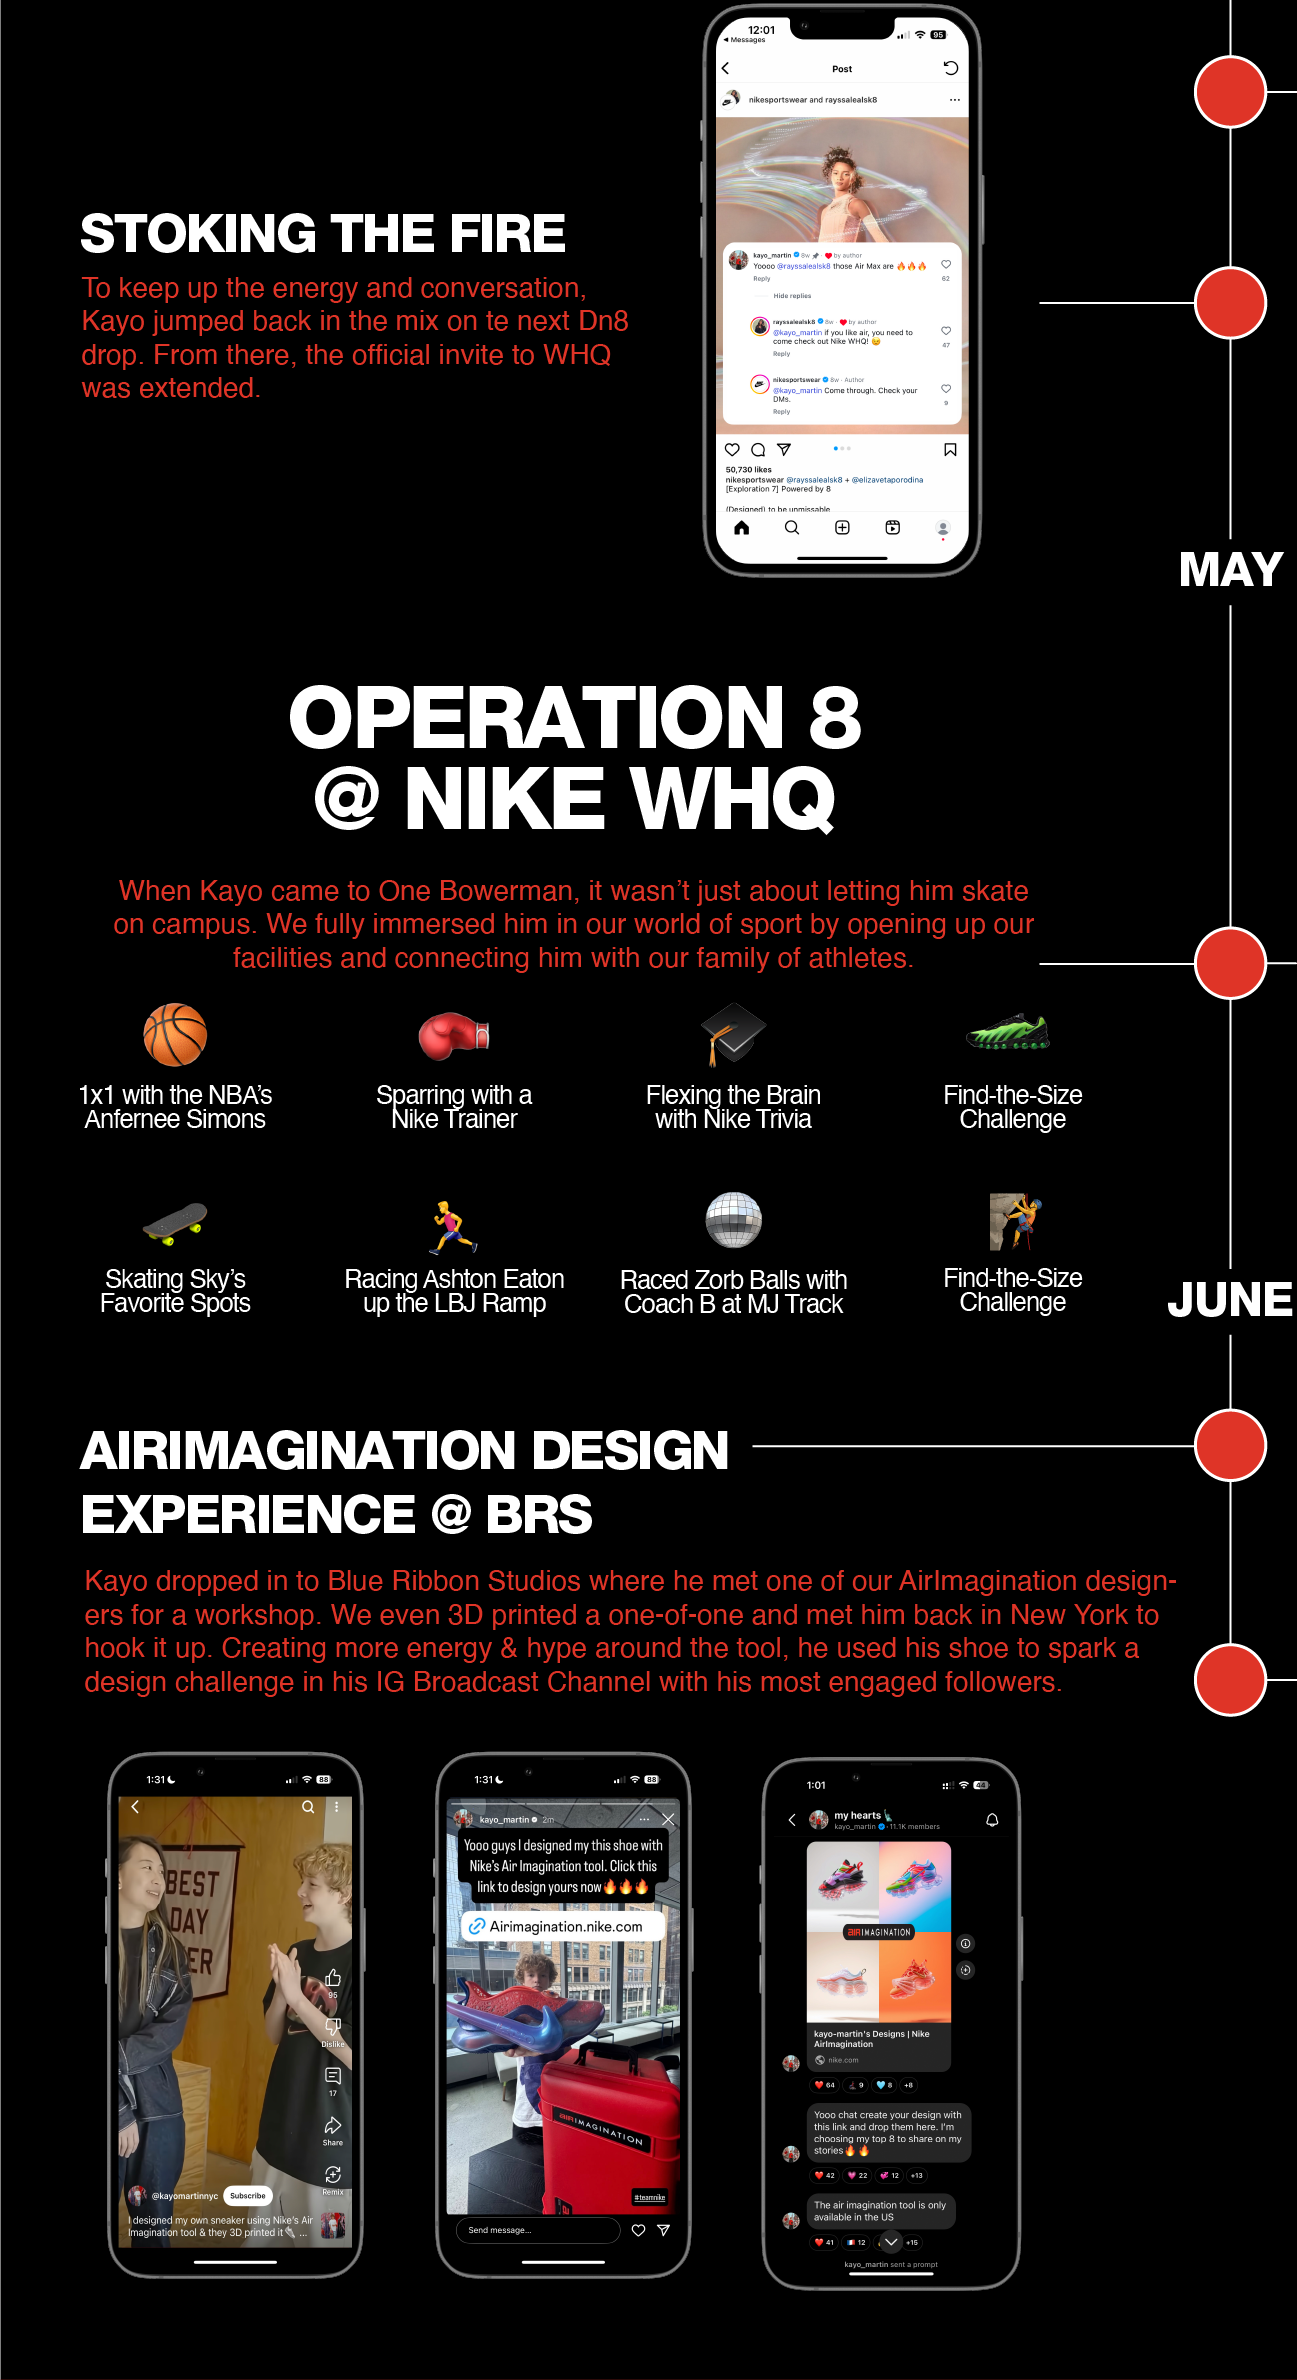 12:01
◀ Messages
95
Post
nikesportswear and rayssalealsk8
kayo_martin 8w · by author
Yoooo @rayssalealsk8 those Air Max are 🔥🔥🔥
Reply
62
Hide replies
rayssalealsk8 8w · by author
@kayo_martin if you like air, you need to
come check out Nike WHQ! 😉
47
Reply
nikesportswear 8w · Author
@kayo_martin Come through. Check your
DMs.
9
Reply
50,730 likes
nikesportswear @rayssalealsk8 + @elizavetaporodina
[Exploration 7] Powered by 8
(Designed) to be unmissable
STOKING THE FIRE
To keep up the energy and conversation,
Kayo jumped back in the mix on te next Dn8
drop. From there, the official invite to WHQ
was extended.
MAY
OPERATION 8
@ NIKE WHQ
When Kayo came to One Bowerman, it wasn't just about letting him skate
on campus. We fully immersed him in our world of sport by opening up our
facilities and connecting him with our family of athletes.
1x1 with the NBA's
Anfernee Simons
Sparring with a
Nike Trainer
Flexing the Brain
with Nike Trivia
Find-the-Size
Challenge
Skating Sky's
Favorite Spots
Racing Ashton Eaton
up the LBJ Ramp
Raced Zorb Balls with
Coach B at MJ Track
Find-the-Size
Challenge
JUNE
AIRIMAGINATION DESIGN
EXPERIENCE @ BRS
Kayo dropped in to Blue Ribbon Studios where he met one of our AirImagination design-
ers for a workshop. We even 3D printed a one-of-one and met him back in New York to
hook it up. Creating more energy & hype around the tool, he used his shoe to spark a
design challenge in his IG Broadcast Channel with his most engaged followers.
1:31
88
BEST
DAY
ER
95
Dislike
17
Share
Remix
@kayomartinnyc
Subscribe
I designed my own sneaker using Nike's Air
Imagination tool & they 3D printed it ...
1:31
88
kayo_martin 2m
Yooo guys I designed my this shoe with
Nike's Air Imagination tool. Click this
link to design yours now🔥🔥🔥
Airimagination.nike.com
AIRIMAGINATION
#teamnike
Send message...
1:01
44
my hearts🗽
kayo_martin · 11.1K members
AIRIMAGINATION
kayo-martin's Designs | Nike
AirImagination
nike.com
❤️ 64
9
🩵 8
+8
Yooo chat create your design with
this link and drop them here. I'm
choosing my top 8 to share on my
stories🔥🔥
❤️ 42
💗 22
💞 12
+13
The air imagination tool is only
available in the US
❤️ 41
🇫🇷 12
+15
kayo_martin sent a prompt